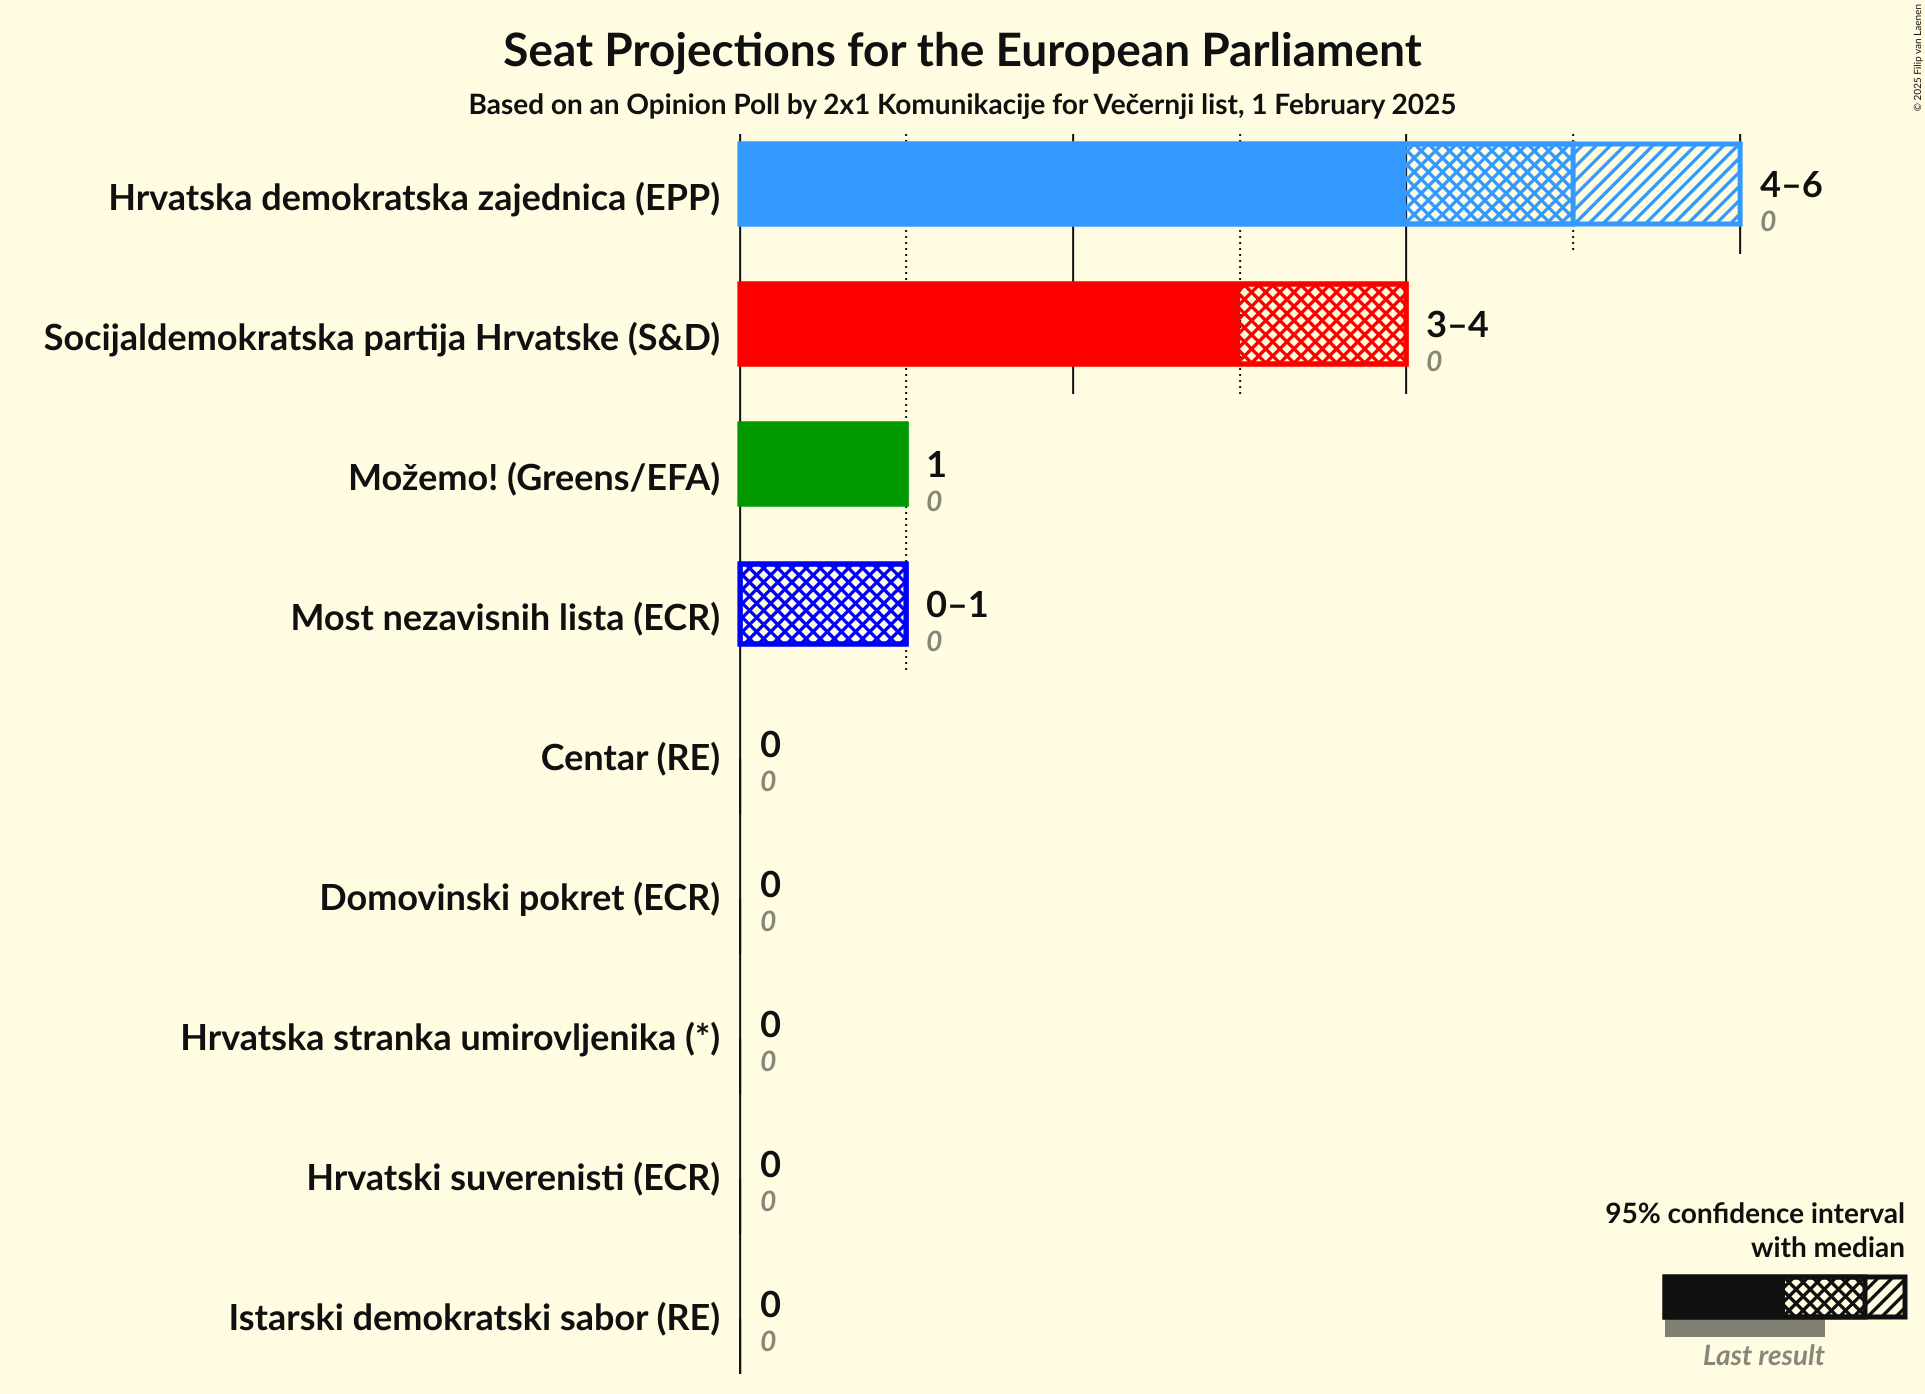 Seat Projections for the European Parliament
Based on an Opinion Poll by 2x1 Komunikacije for Večernji list, 1 February 2025
© 2025 Filip van Laenen
Hrvatska demokratska zajednica (EPP)
4–6
0
Socijaldemokratska partija Hrvatske (S&D)
3–4
0
Možemo! (Greens/EFA)
1
0
Most nezavisnih lista (ECR)
0–1
0
Centar (RE)
0
0
Domovinski pokret (ECR)
0
0
Hrvatska stranka umirovljenika (*)
0
0
Hrvatski suverenisti (ECR)
0
0
Istarski demokratski sabor (RE)
0
0
95% confidence interval
with median
Last result